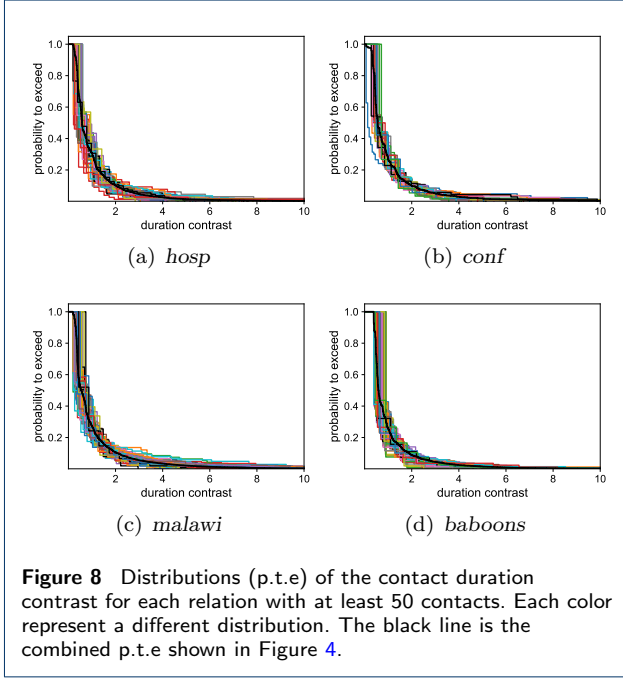 1.0
0.8
0.6
0.4
0.2
probability to exceed
2 4 6 8 10
duration contrast
(a) hosp
1.0
0.8
0.6
0.4
0.2
probability to exceed
2 4 6 8 10
duration contrast
(b) conf
1.0
0.8
0.6
0.4
0.2
probability to exceed
2 4 6 8 10
duration contrast
(c) malawi
1.0
0.8
0.6
0.4
0.2
probability to exceed
2 4 6 8 10
duration contrast
(d) baboons
Figure 8 Distributions (p.t.e) of the contact duration
contrast for each relation with at least 50 contacts. Each color
represent a different distribution. The black line is the
combined p.t.e shown in Figure 4.